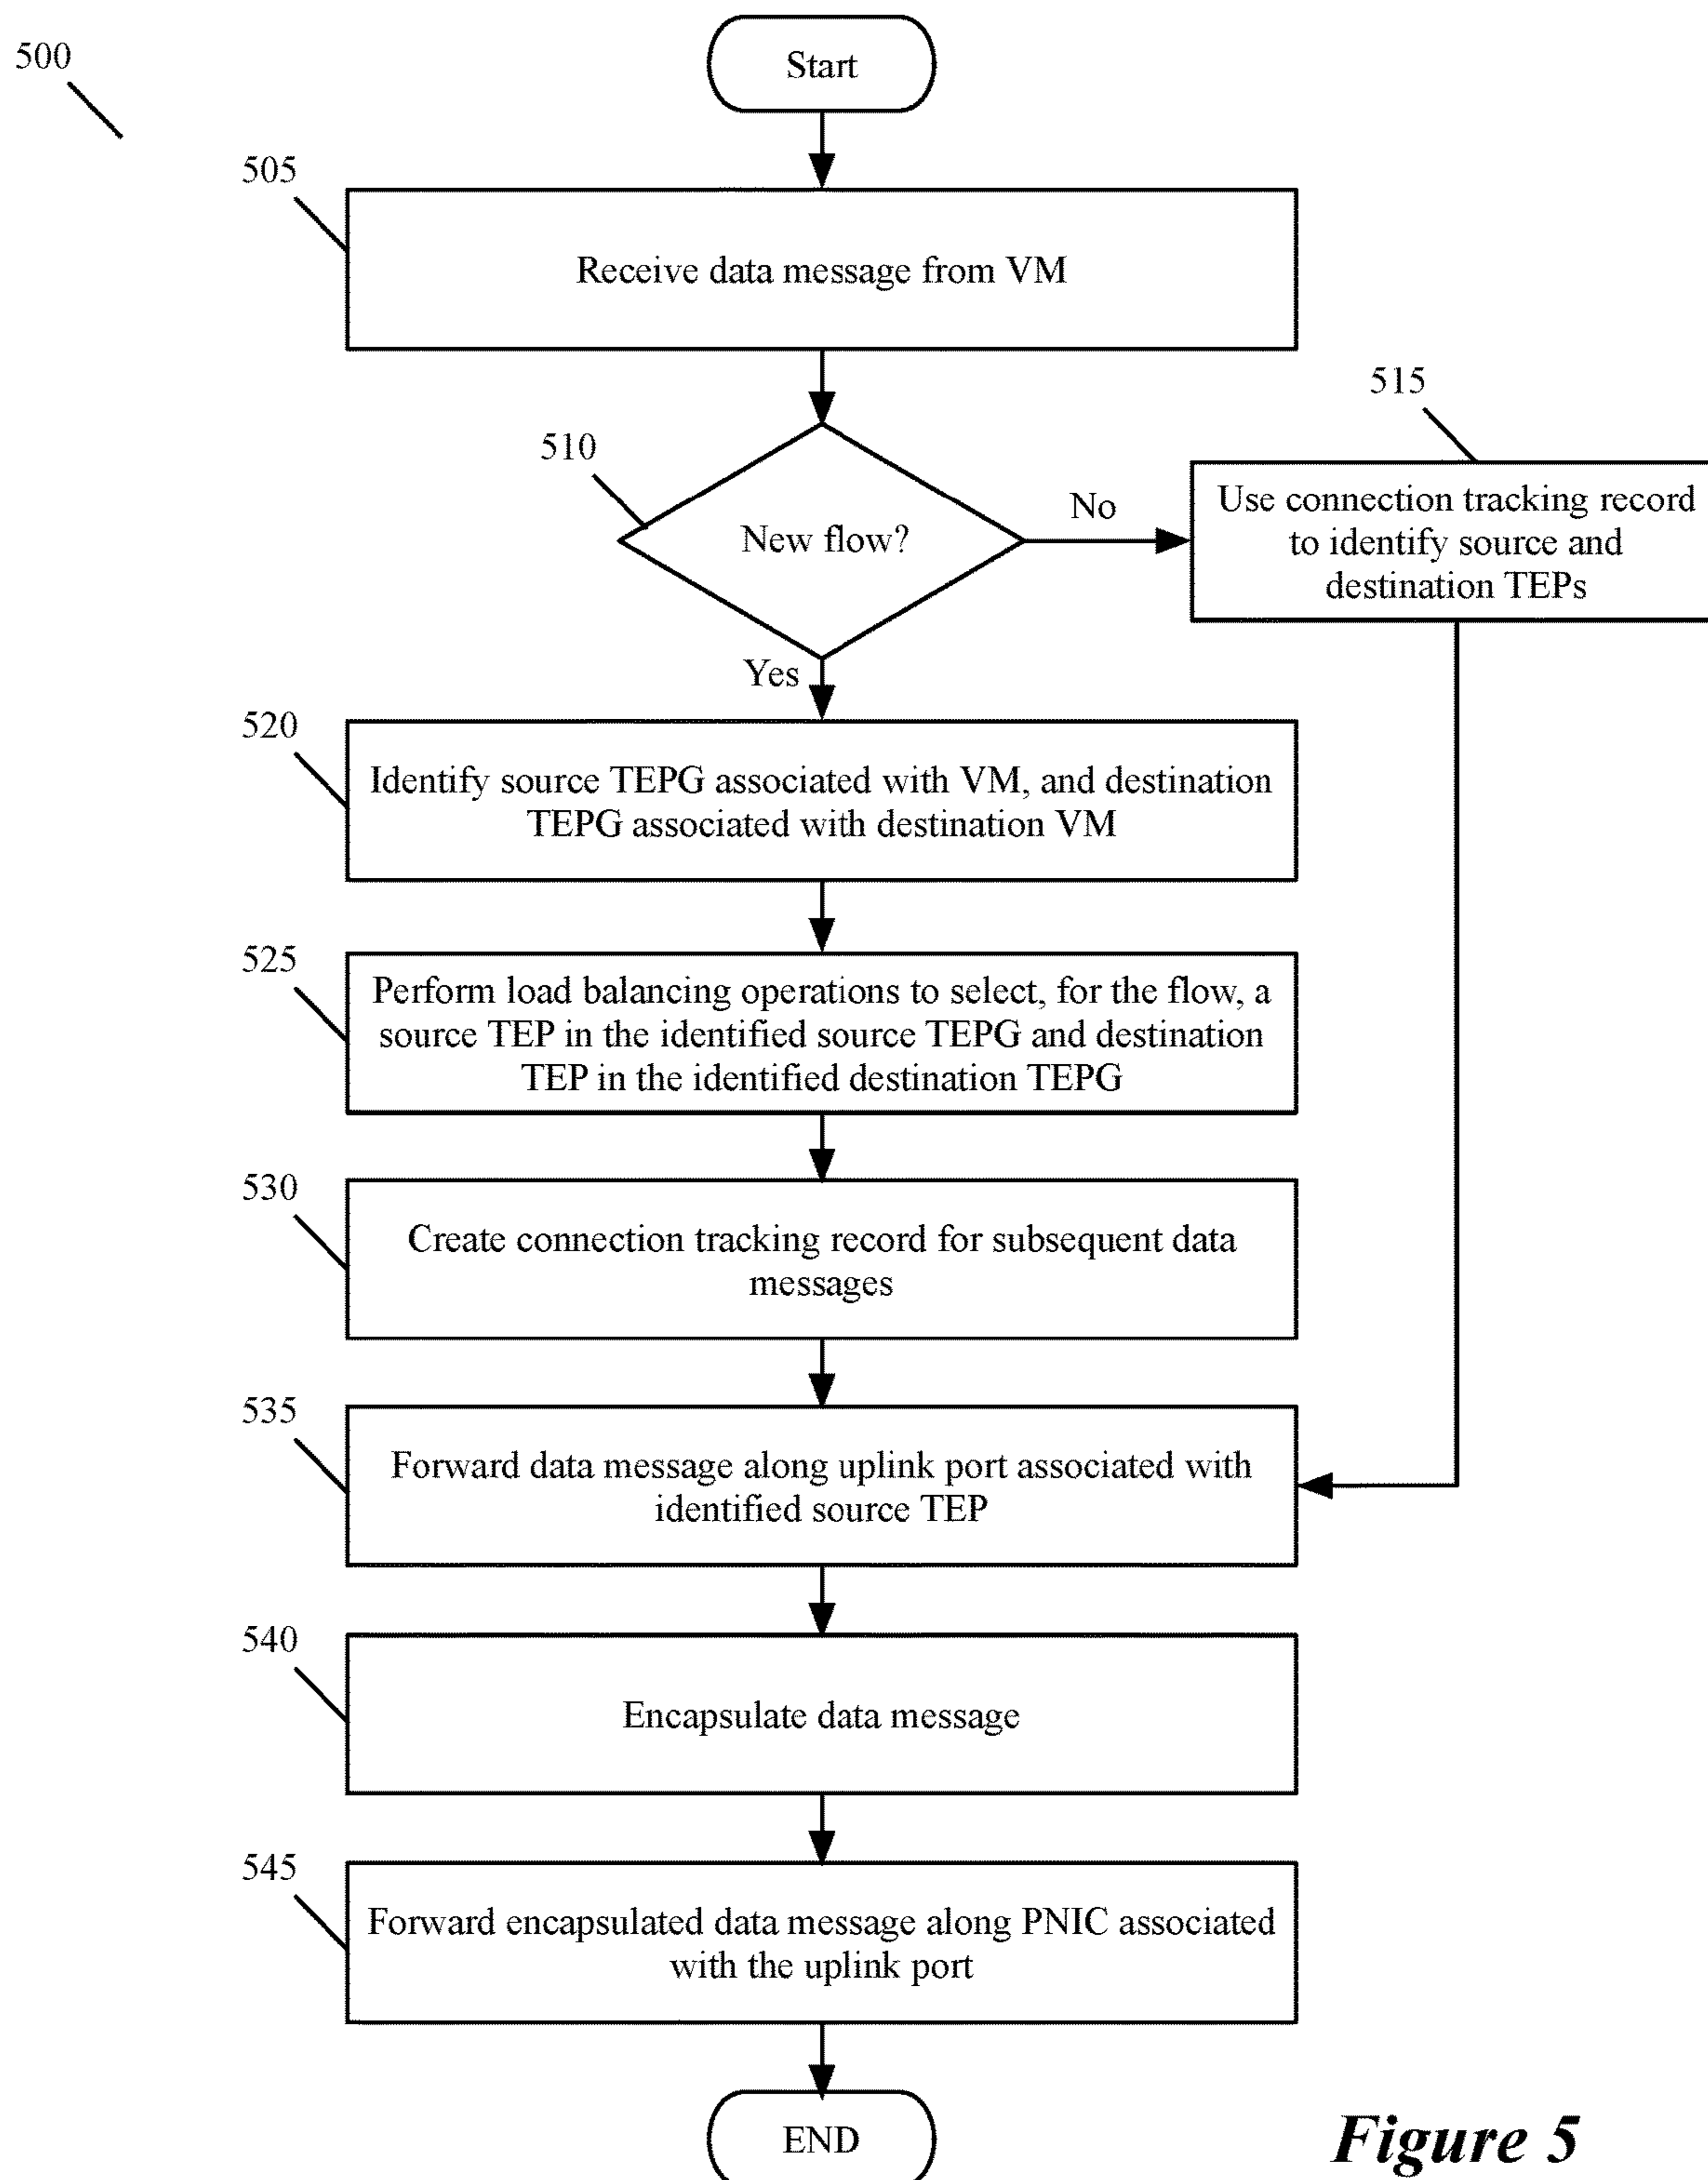 500
Start
505
Receive data message from VM
510
New flow?
No
515
Use connection tracking record
to identify source and
destination TEPs
Yes
520
Identify source TEPG associated with VM, and destination
TEPG associated with destination VM
525
Perform load balancing operations to select, for the flow, a
source TEP in the identified source TEPG and destination
TEP in the identified destination TEPG
530
Create connection tracking record for subsequent data
messages
535
Forward data message along uplink port associated with
identified source TEP
540
Encapsulate data message
545
Forward encapsulated data message along PNIC associated
with the uplink port
END
Figure 5